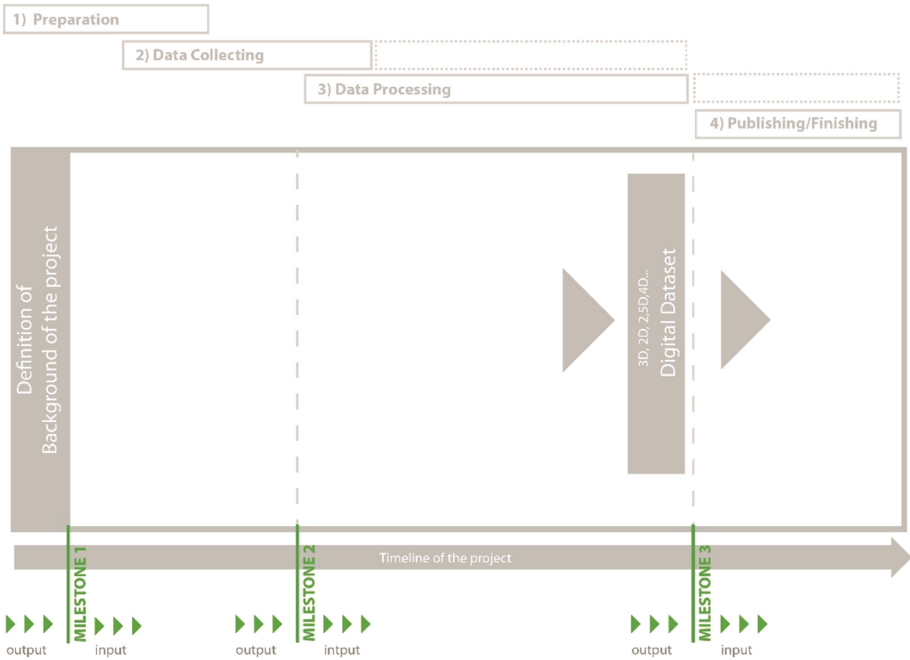 1) Preparation
2) Data Collecting
3) Data Processing
4) Publishing/Finishing
Definition of
Background of the project
3D, 2D, 2,5D,4D...
Digital Dataset
Timeline of the project
MILESTONE 1
MILESTONE 2
MILESTONE 3
output
input
output
intput
output
input